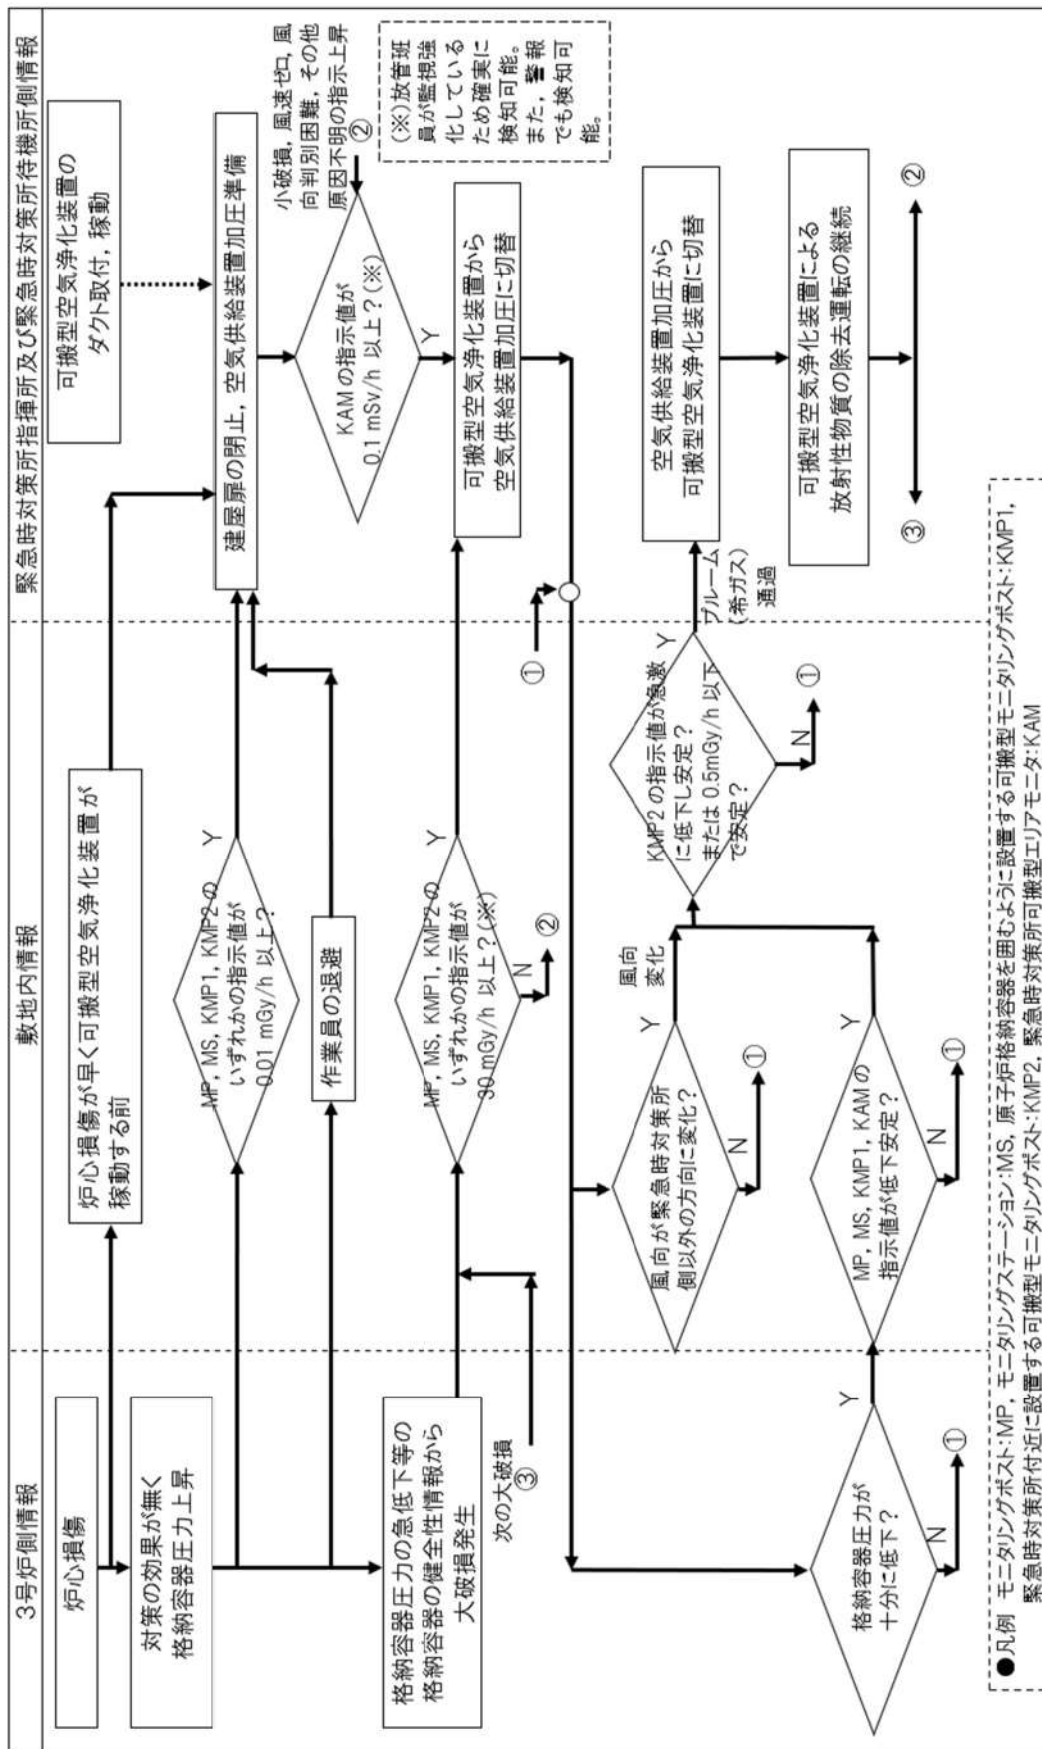 3号炉側情報
敷地内情報
緊急時対策所指揮所及び緊急時対策所待機所側情報
炉心損傷
炉心損傷が早く可搬型空気浄化装置が
稼動する前
可搬型空気浄化装置の
ダクト取付，稼動
対策の効果が無く
格納容器圧力上昇
MP，MS，KMP1，KMP2の
いずれかの指示値が
0.01 mGy/h 以上？
Y
建屋扉の閉止，空気供給装置加圧準備
作業員の退避
小破損，風速ゼロ，風
向判別困難，その他
原因不明の指示上昇
②
KAM の指示値が
0.1 mSv/h 以上？(※)
Y
(※)放管班
員が監視強
化している
ため確実に
検知可能。
また，警報
でも検知可
能。
格納容器圧力の急低下等の
格納容器の健全性情報から
大破損発生
MP，MS，KMP1，KMP2の
いずれかの指示値が
30 mGy/h 以上？(※)
Y
N
②
可搬型空気浄化装置から
空気供給装置加圧に切替
次の大破損
③
①
風向が緊急時対策所
側以外の方向に変化？
Y
N
①
風向
変化
KMP2 の指示値が急激
に低下し安定？
または 0.5mGy/h 以下
で安定？
Y
N
①
プルーム
(希ガス)
通過
空気供給装置加圧から
可搬型空気浄化装置に切替
格納容器圧力が
十分に低下？
Y
N
①
MP，MS，KMP1，KAM の
指示値が低下安定？
Y
N
①
可搬型空気浄化装置による
放射性物質の除去運転の継続
③
②
●凡例　モニタリングポスト：MP，モニタリングステーション：MS，原子炉格納容器を囲むように設置する可搬型モニタリングポスト：KMP1，
緊急時対策所付近に設置する可搬型モニタリングポスト：KMP2，緊急時対策所可搬型エリアモニタ：KAM